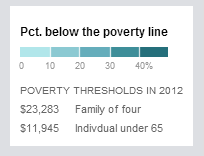 Pct. below the poverty line
0 10 20 30 40%
POVERTY THRESHOLDS IN 2012
$23,283 Family of four
$11,945 Indivdual under 65